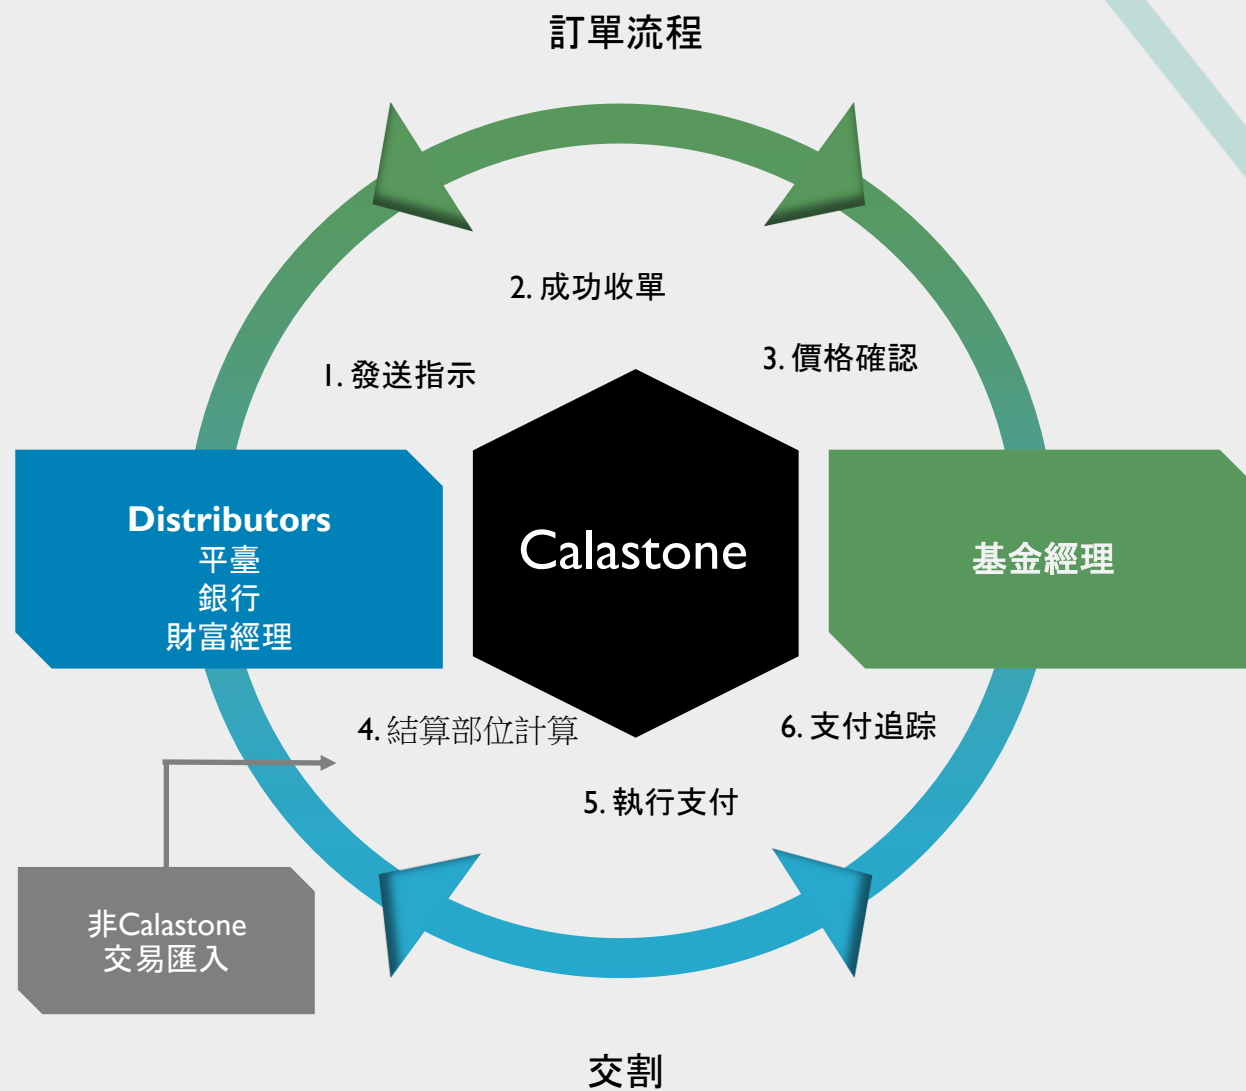 訂單流程
2. 成功收單
1. 發送指示
3. 價格確認
Distributors
平臺
銀行
財富經理
Calastone
基金經理
4. 結算部位計算
6. 支付追踪
5. 執行支付
非Calastone
交易匯入
交割